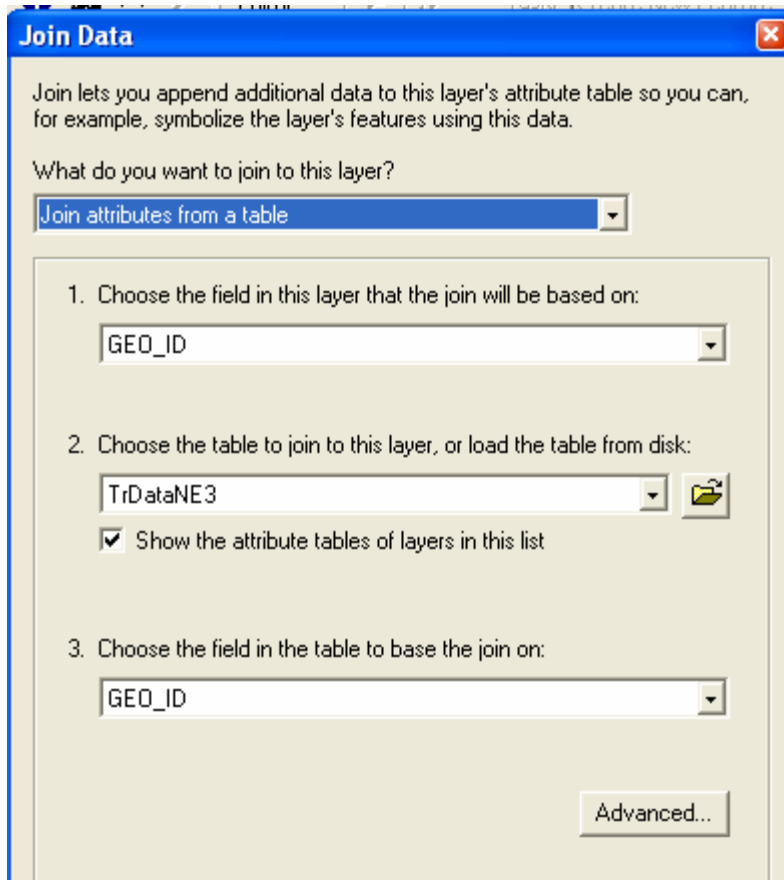 Join Data
Join lets you append additional data to this layer's attribute table so you can,
for example, symbolize the layer's features using this data.
What do you want to join to this layer?
Join attributes from a table
1. Choose the field in this layer that the join will be based on:
GEO_ID
2. Choose the table to join to this layer, or load the table from disk:
TrDataNE3
Show the attribute tables of layers in this list
3. Choose the field in the table to base the join on:
GEO_ID
Advanced...